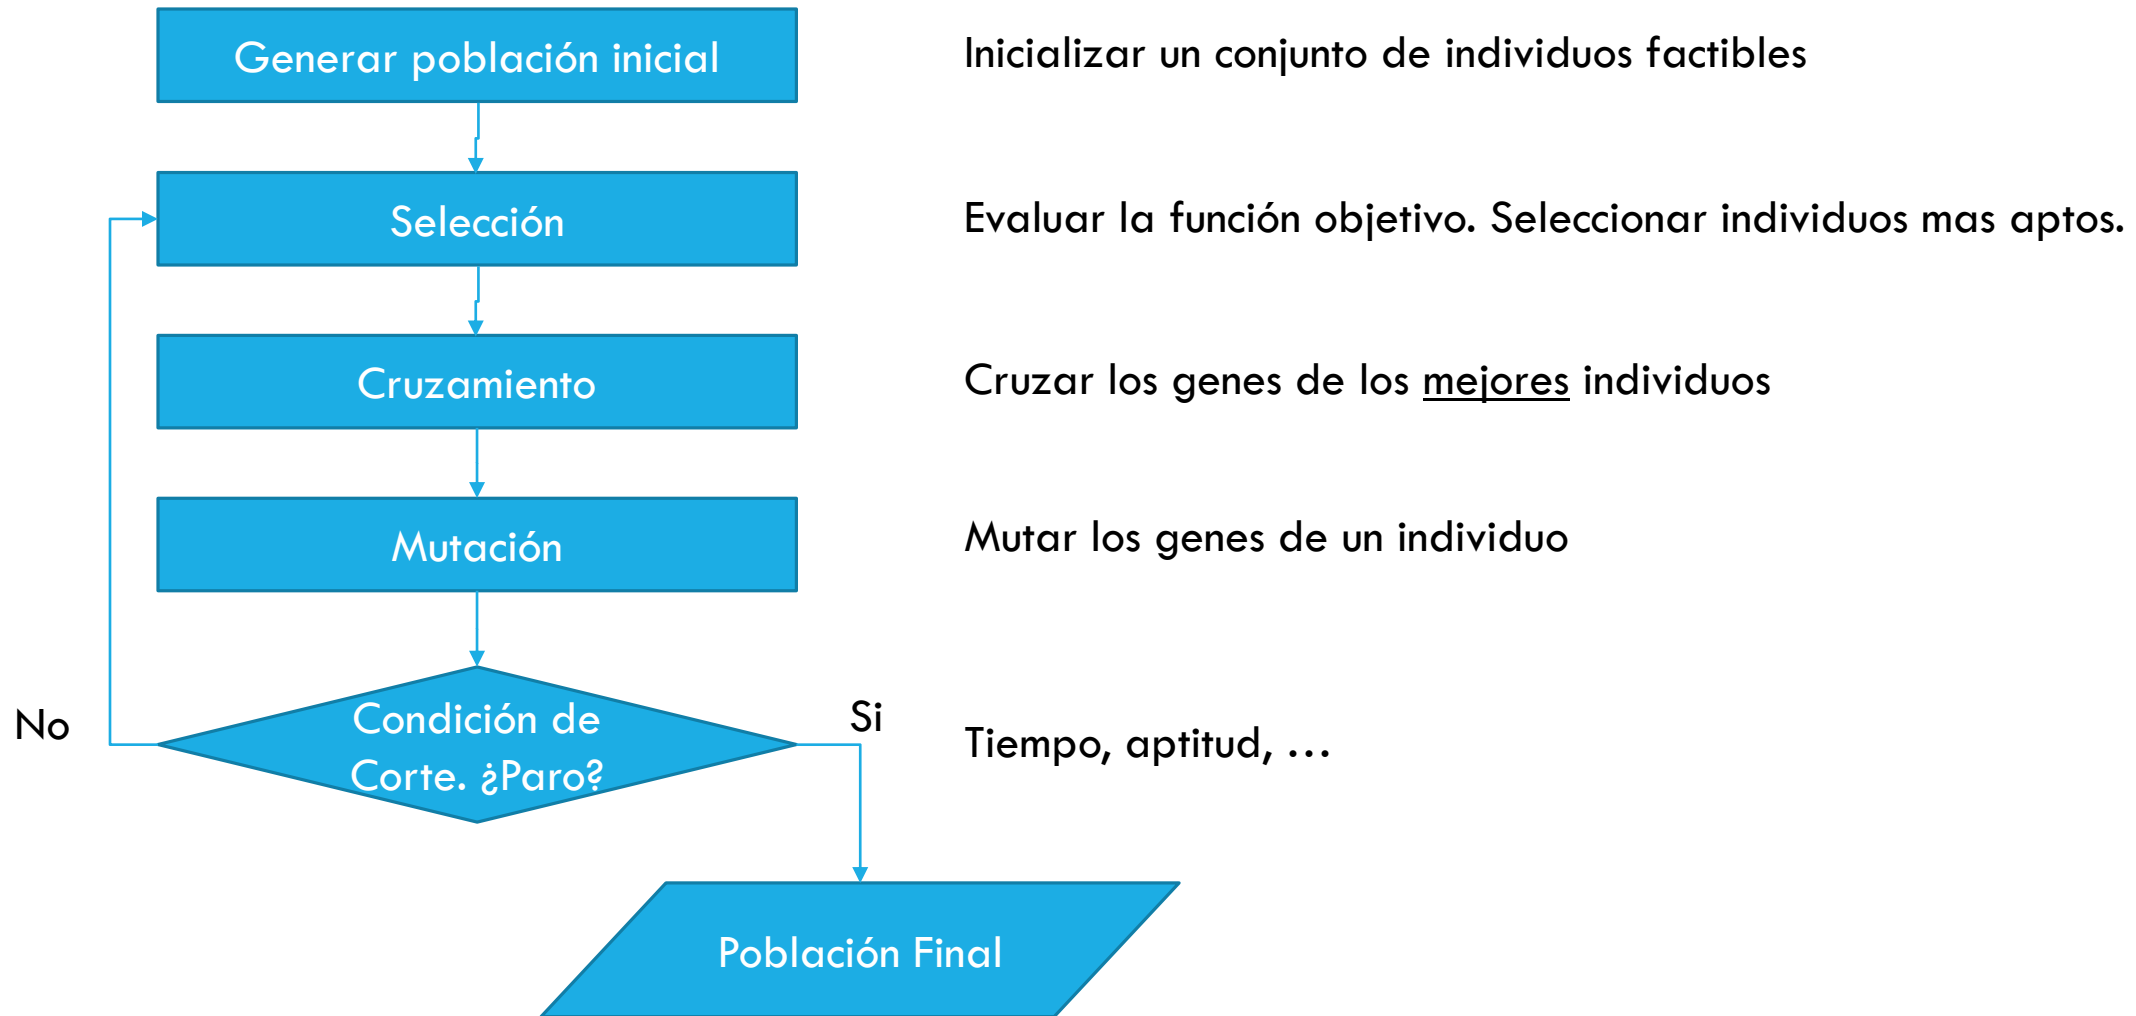 Generar población inicial
Inicializar un conjunto de individuos factibles
Selección
Evaluar la función objetivo. Seleccionar individuos mas aptos.
Cruzamiento
Cruzar los genes de los mejores individuos
Mutación
Mutar los genes de un individuo
No
Condición de
Corte. ¿Paro?
Si
Tiempo, aptitud, ...
Población Final